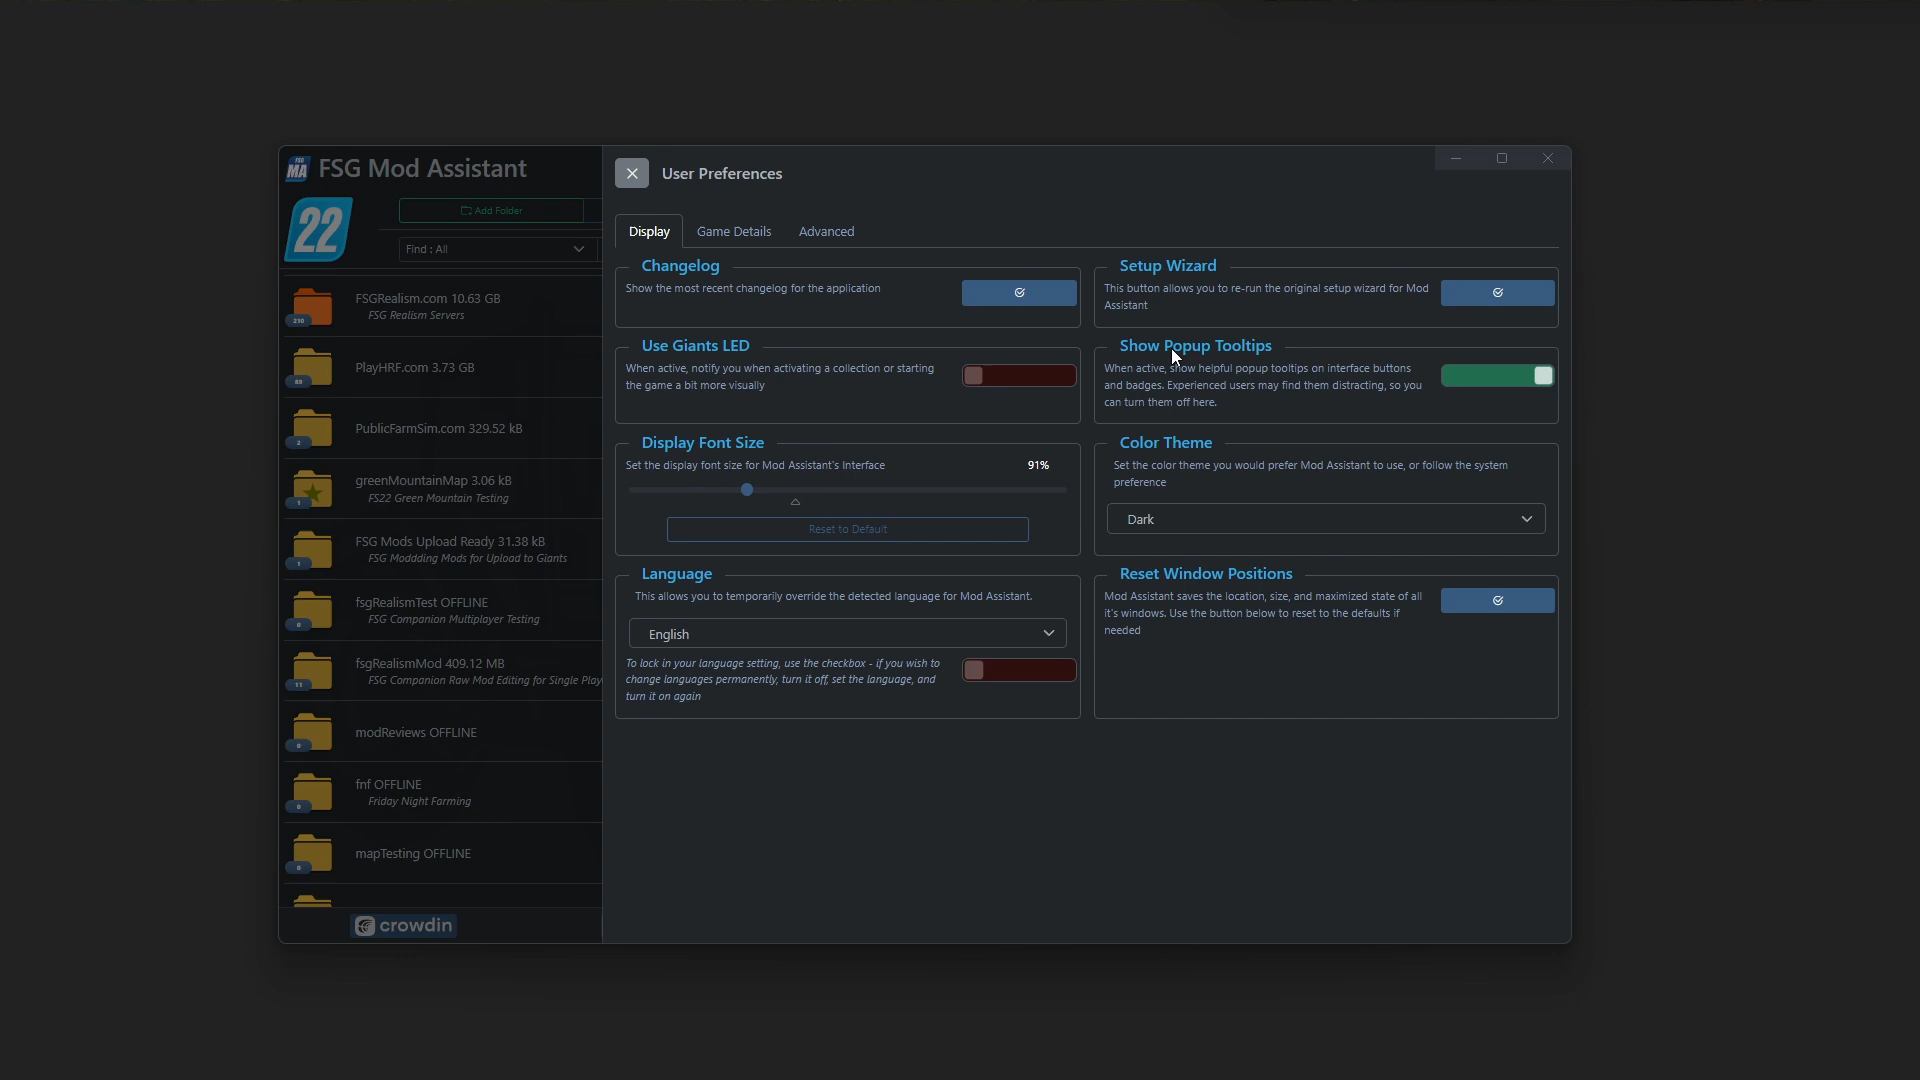 FSG
MA
FSG Mod Assistant
22
Add Folder
Find : All
FSGRealism.com 10.63 GB
FSG Realism Servers
210
PlayHRF.com 3.73 GB
PublicFarmSim.com 329.52 kB
2
greenMountainMap 3.06 kB
FS22 Green Mountain Testing
1
FSG Mods Upload Ready 31.38 kB
FSG Moddding Mods for Upload to Giants
1
fsgRealismTest OFFLINE
FSG Companion Multiplayer Testing
0
fsgRealismMod 409.12 MB
FSG Companion Raw Mod Editing for Single Play
11
modReviews OFFLINE
0
fnf OFFLINE
Friday Night Farming
0
mapTesting OFFLINE
0
crowdin
User Preferences
Display
Game Details
Advanced
Changelog
Show the most recent changelog for the application
Setup Wizard
This button allows you to re-run the original setup wizard for Mod
Assistant
Use Giants LED
When active, notify you when activating a collection or starting
the game a bit more visually
Show Popup Tooltips
When active, show helpful popup tooltips on interface buttons
and badges. Experienced users may find them distracting, so you
can turn them off here.
Display Font Size
Set the display font size for Mod Assistant's Interface
91%
Reset to Default
Color Theme
Set the color theme you would prefer Mod Assistant to use, or follow the system
preference
Dark
Language
This allows you to temporarily override the detected language for Mod Assistant.
English
To lock in your language setting, use the checkbox - if you wish to
change languages permanently, turn it off, set the language, and
turn it on again
Reset Window Positions
Mod Assistant saves the location, size, and maximized state of all
it's windows. Use the button below to reset to the defaults if
needed